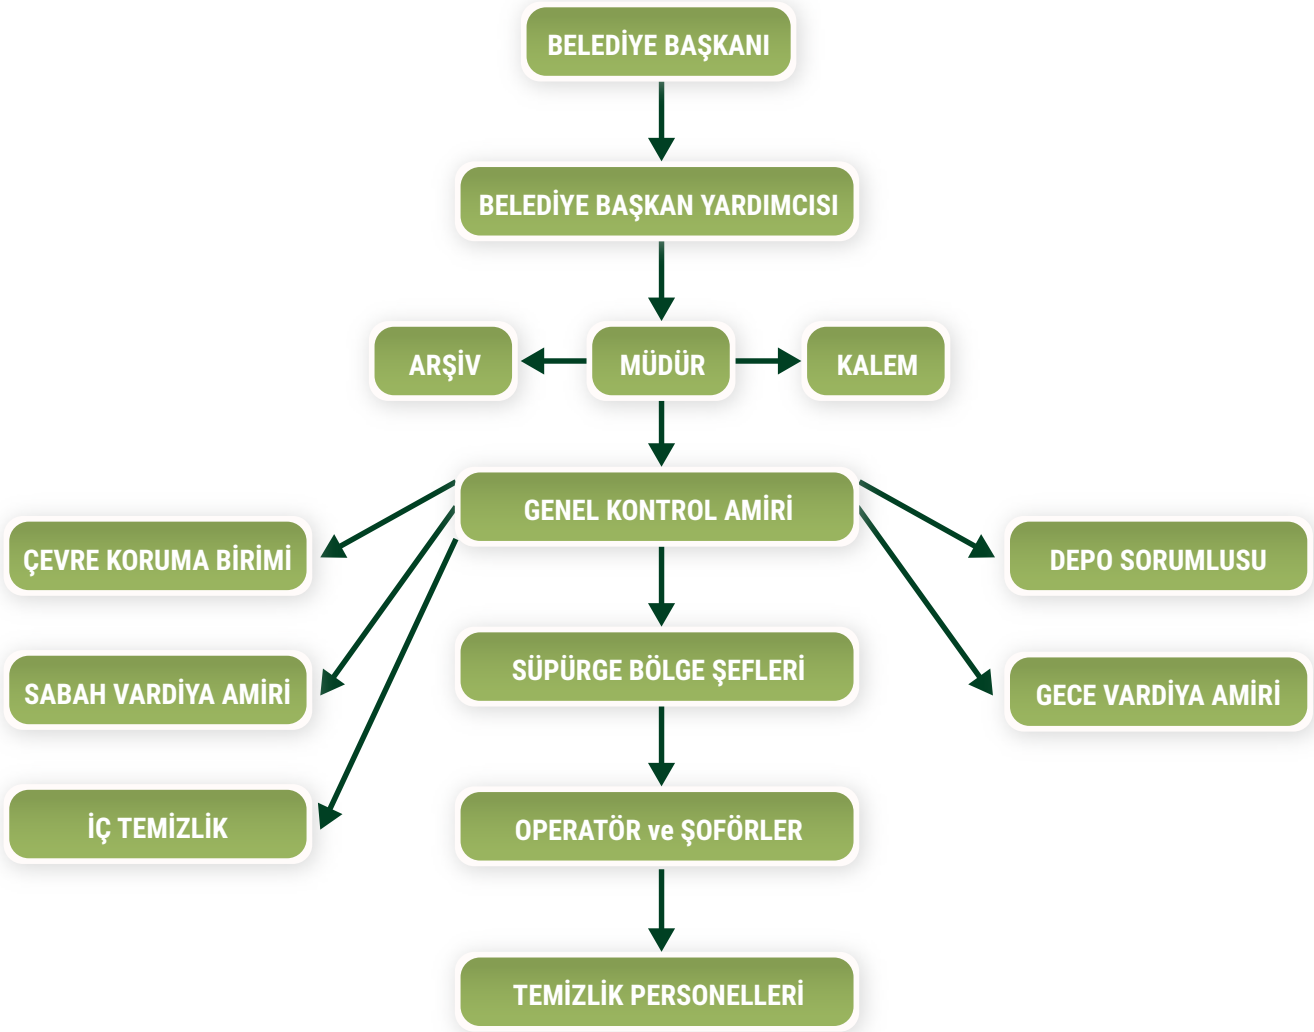 BELEDİYE BAŞKANI
BELEDİYE BAŞKAN YARDIMCISI
ARŞİV
MÜDÜR
KALEM
GENEL KONTROL AMİRİ
ÇEVRE KORUMA BİRİMİ
DEPO SORUMLUSU
SÜPÜRGE BÖLGE ŞEFLERİ
SABAH VARDİYA AMİRİ
GECE VARDİYA AMİRİ
İÇ TEMİZLİK
OPERATÖR ve ŞOFÖRLER
TEMİZLİK PERSONELLERİ